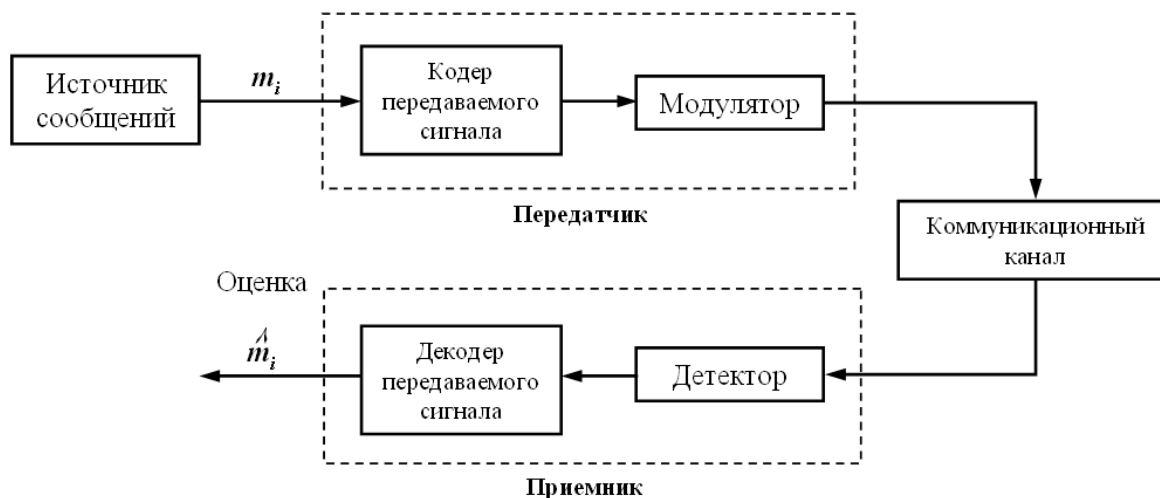 Источник
сообщений
m_i
Кодер
передаваемого
сигнала
Модулятор
Передатчик
Коммуникационный
канал
Оценка
m̂_i
Декодер
передаваемого
сигнала
Детектор
Приемник